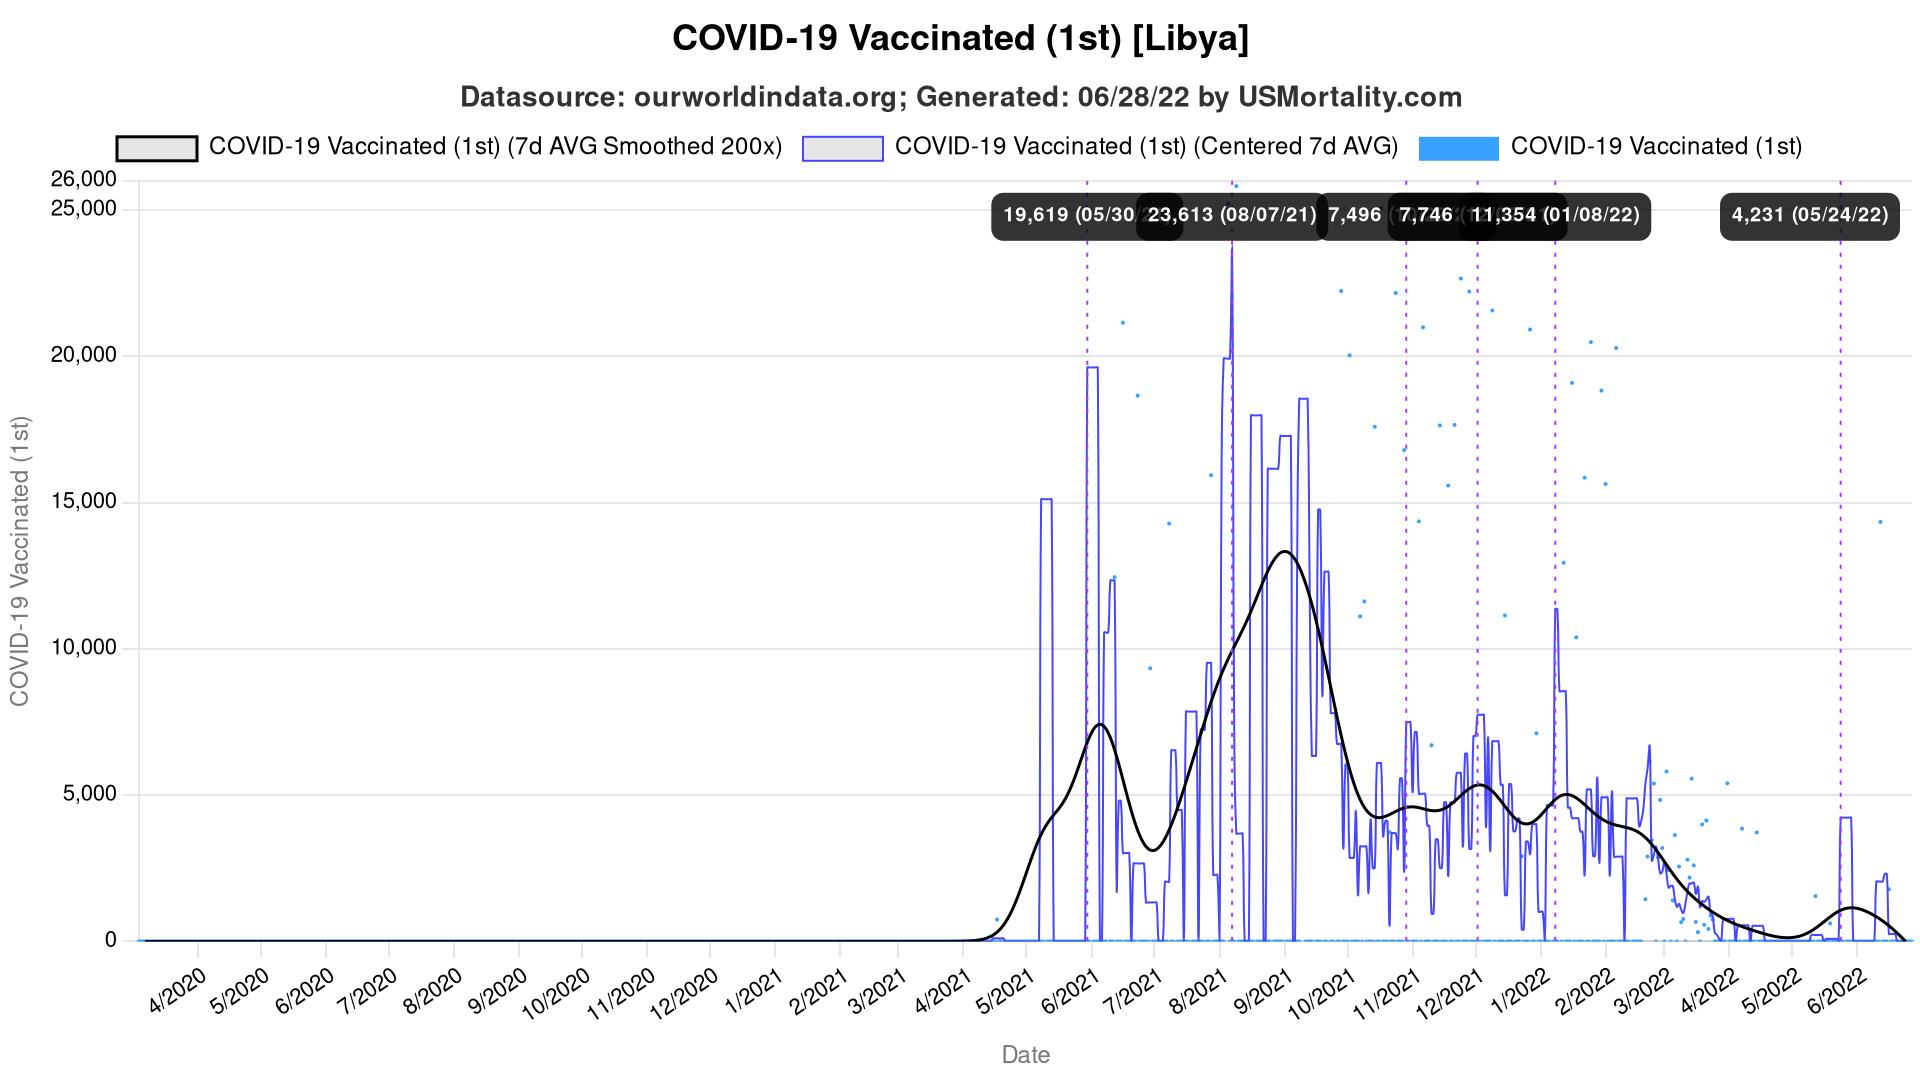 COVID-19 Vaccinated (1st) [Libya]
Datasource: ourworldindata.org; Generated: 06/28/22 by USMortality.com
COVID-19 Vaccinated (1st) (7d AVG Smoothed 200x) COVID-19 Vaccinated (1st) (Centered 7d AVG) COVID-19 Vaccinated (1st)
26,000
25,000
19,619 (05/30/ 23,613 (08/07/21) 7,496 7,746 11,354 (01/08/22) 4,231 (05/24/22)
20,000
15,000
10,000
5,000
0
COVID-19 Vaccinated (1st)
4/2020 5/2020 6/2020 7/2020 8/2020 9/2020 10/2020 11/2020 12/2020 1/2021 2/2021 3/2021 4/2021 5/2021 6/2021 7/2021 8/2021 9/2021 10/2021 11/2021 12/2021 1/2022 2/2022 3/2022 4/2022 5/2022 6/2022
Date